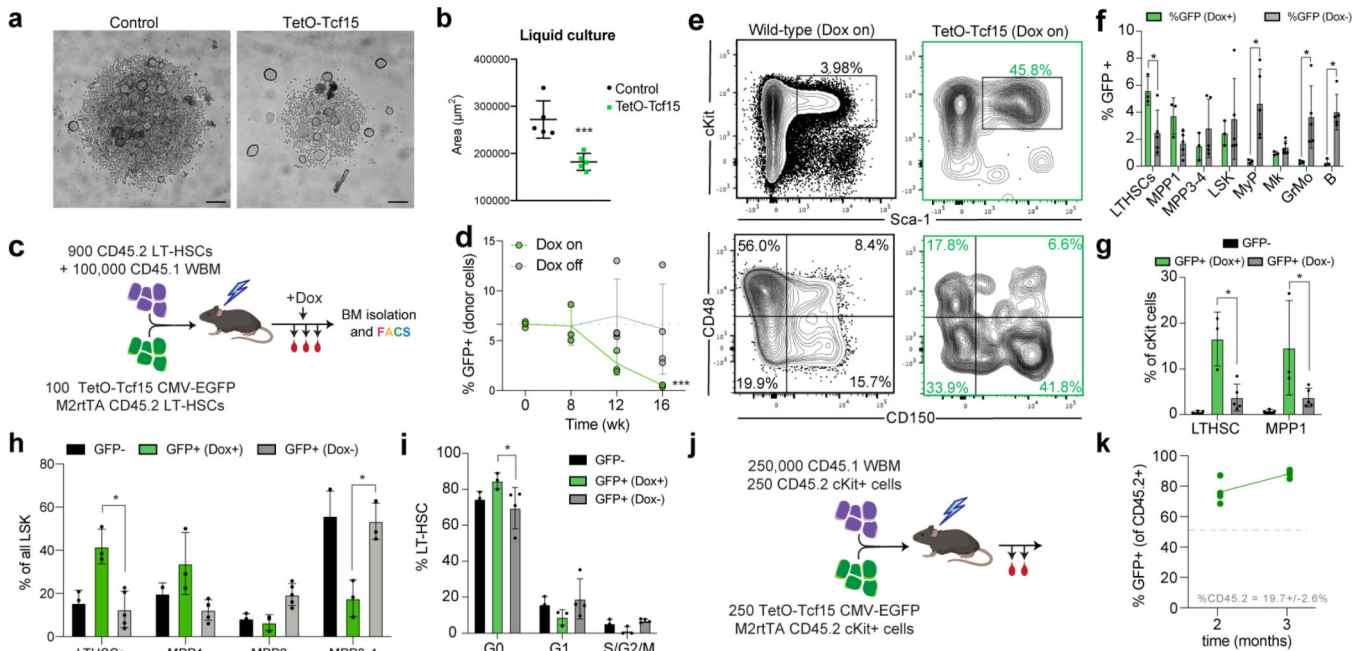 a
Control
TetO-Tcf15
b
Liquid culture
400000
300000
200000
100000
Area (µm²)
Control
TetO-Tcf15
***
c
900 CD45.2 LT-HSCs
+ 100,000 CD45.1 WBM
+Dox
BM isolation
and FACS
100 TetO-Tcf15 CMV-EGFP
M2rtTA CD45.2 LT-HSCs
d
Dox on
Dox off
% GFP+ (donor cells)
15
10
5
0
0
8
12
16
***
Time (wk)
e
Wild-type (Dox on)
TetO-Tcf15 (Dox on)
3.98%
45.8%
cKit
Sca-1
56.0%
8.4%
17.8%
6.6%
19.9%
15.7%
33.9%
41.8%
CD48
CD150
f
%GFP (Dox+)
%GFP (Dox-)
% GFP +
10
8
6
4
2
0
*
*
*
*
LTHSCs
MPP1
MPP3-4
LSK
MyP
Mk
GrMo
B
g
GFP-
GFP+ (Dox+)
GFP+ (Dox-)
% of cKit cells
30
20
10
0
*
*
LTHSC
MPP1
h
GFP-
GFP+ (Dox+)
GFP+ (Dox-)
% of all LSK
80
60
40
20
0
*
*
LTHSCs
MPP1
MPP2
MPP3-4
i
GFP-
GFP+ (Dox+)
GFP+ (Dox-)
% LT-HSC
100
80
60
40
20
0
*
G0
G1
S/G2/M
j
250,000 CD45.1 WBM
250 CD45.2 cKit+ cells
250 TetO-Tcf15 CMV-EGFP
M2rtTA CD45.2 cKit+ cells
k
% GFP+ (of CD45.2+)
100
80
60
40
20
0
%CD45.2 = 19.7+/-2.6%
2
3
time (months)